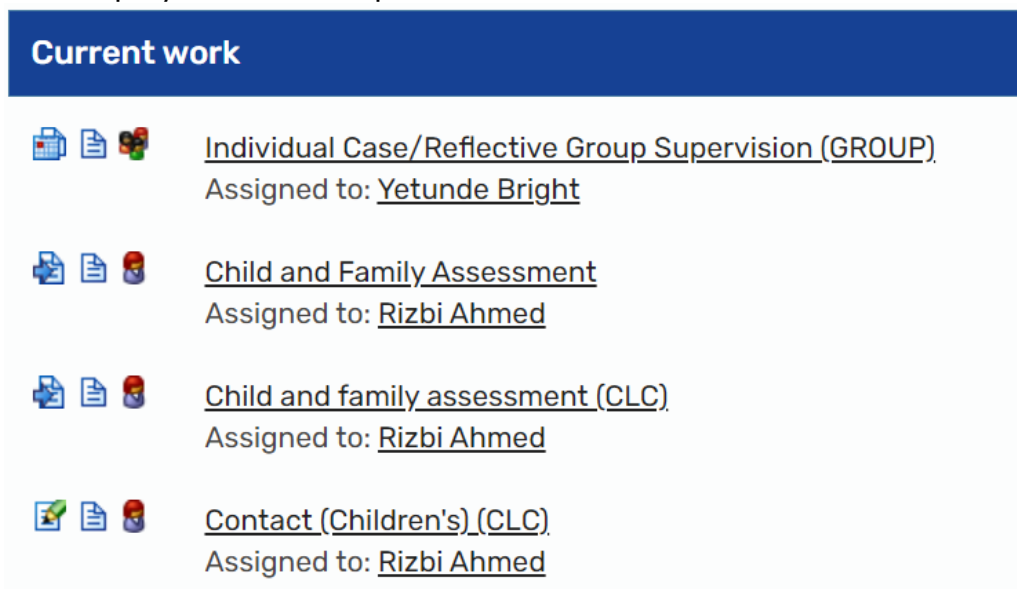 Current work
Individual Case/Reflective Group Supervision (GROUP)
Assigned to: Yetunde Bright
Child and Family Assessment
Assigned to: Rizbi Ahmed
Child and family assessment (CLC)
Assigned to: Rizbi Ahmed
Contact (Children's) (CLC)
Assigned to: Rizbi Ahmed